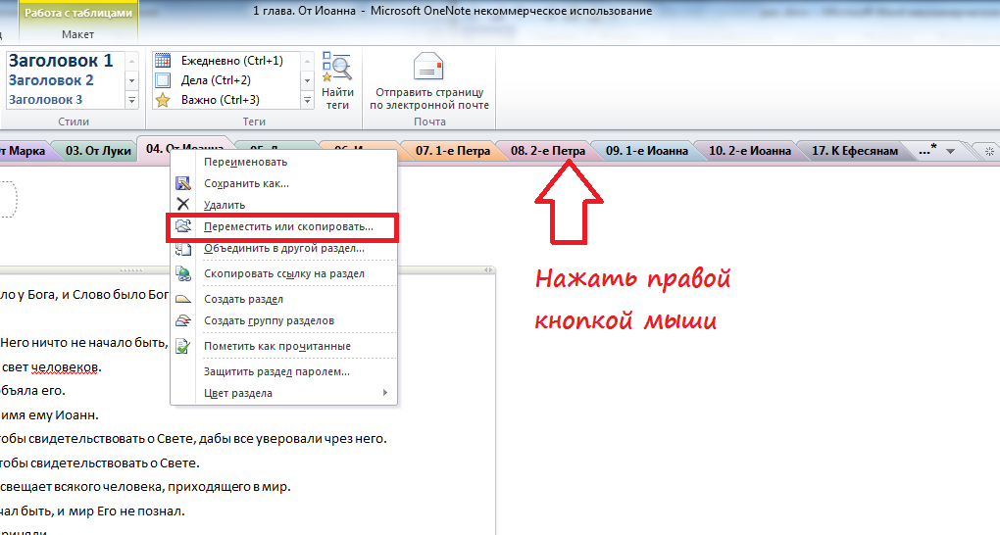 Работа с таблицами
1 глава. От Иоанна - Microsoft OneNote некоммерческое использование
Макет
Заголовок 1
Заголовок 2
Заголовок 3
Стили
Ежедневно (Ctrl+1)
Дела (Ctrl+2)
Важно (Ctrl+3)
Найти
теги
Теги
Отправить страницу
по электронной почте
Почта
от Марка
03. От Луки
04. От Иоанна
07. 1-е Петра
08. 2-е Петра
09. 1-е Иоанна
10. 2-е Иоанна
17. К Ефесянам
...*
Переименовать
Сохранить как...
Удалить
Переместить или скопировать...
Объединить в другой раздел...
Скопировать ссылку на раздел
Создать раздел
Создать группу разделов
Пометить как прочитанные
Защитить раздел паролем...
Цвет раздела
Нажать правой
кнопкой мыши
ло у Бога, и Слово было Бог
Него ничто не начало быть,
свет человеков.
объяла его.
имя ему Иоанн.
тобы свидетельствовать о Свете, дабы все уверовали чрез него.
тобы свидетельствовать о Свете.
свещает всякого человека, приходящего в мир.
чал быть, и мир Его не познал.